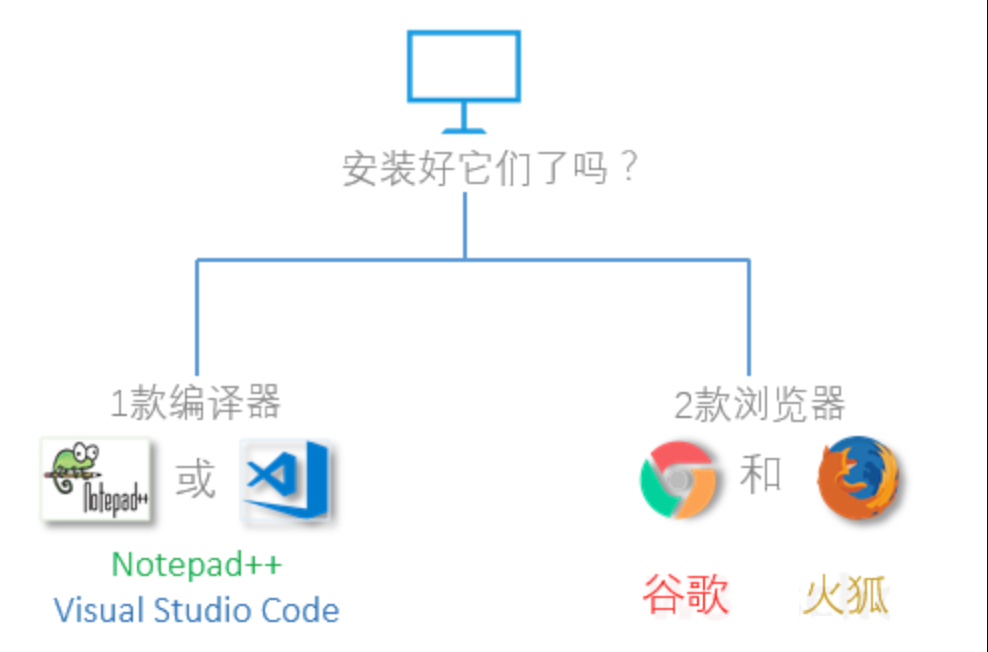 安装好它们了吗？
1款编译器
2款浏览器
Notepad++
或
和
Notepad++
Visual Studio Code
谷歌
火狐